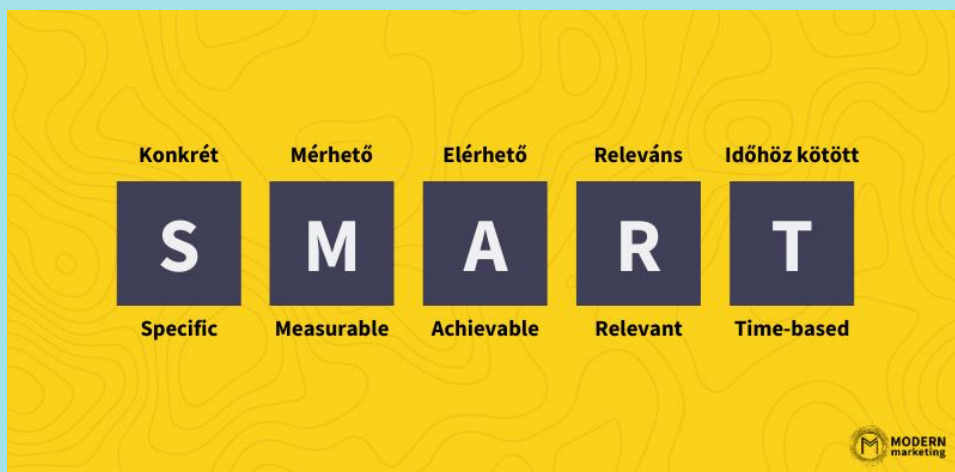 Konkrét Mérhető Elérhető Releváns Időhöz kötött
S M A R T
Specific Measurable Achievable Relevant Time-based
M MODERN
marketing